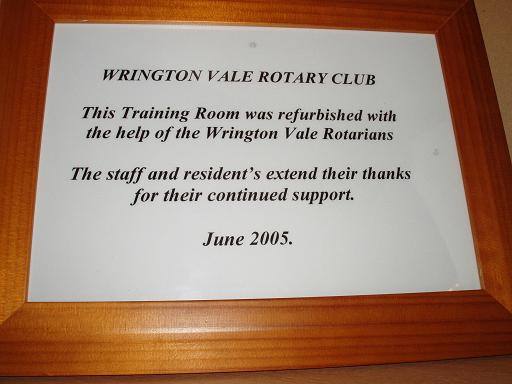 WRINGTON VALE ROTARY CLUB
This Training Room was refurbished with
the help of the Wrington Vale Rotarians
The staff and resident's extend their thanks
for their continued support.
June 2005.